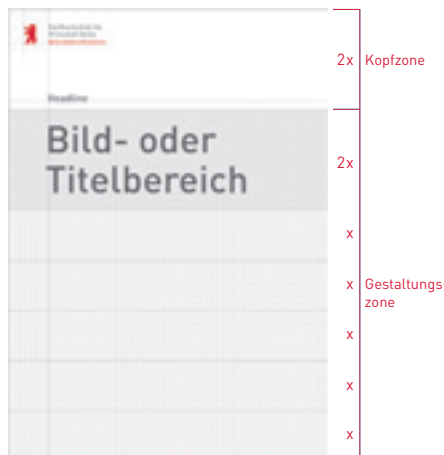 2x Kopfzone
Headline
Bild- oder
Titelbereich
2x
x
x Gestaltungs
zone
x
x
x